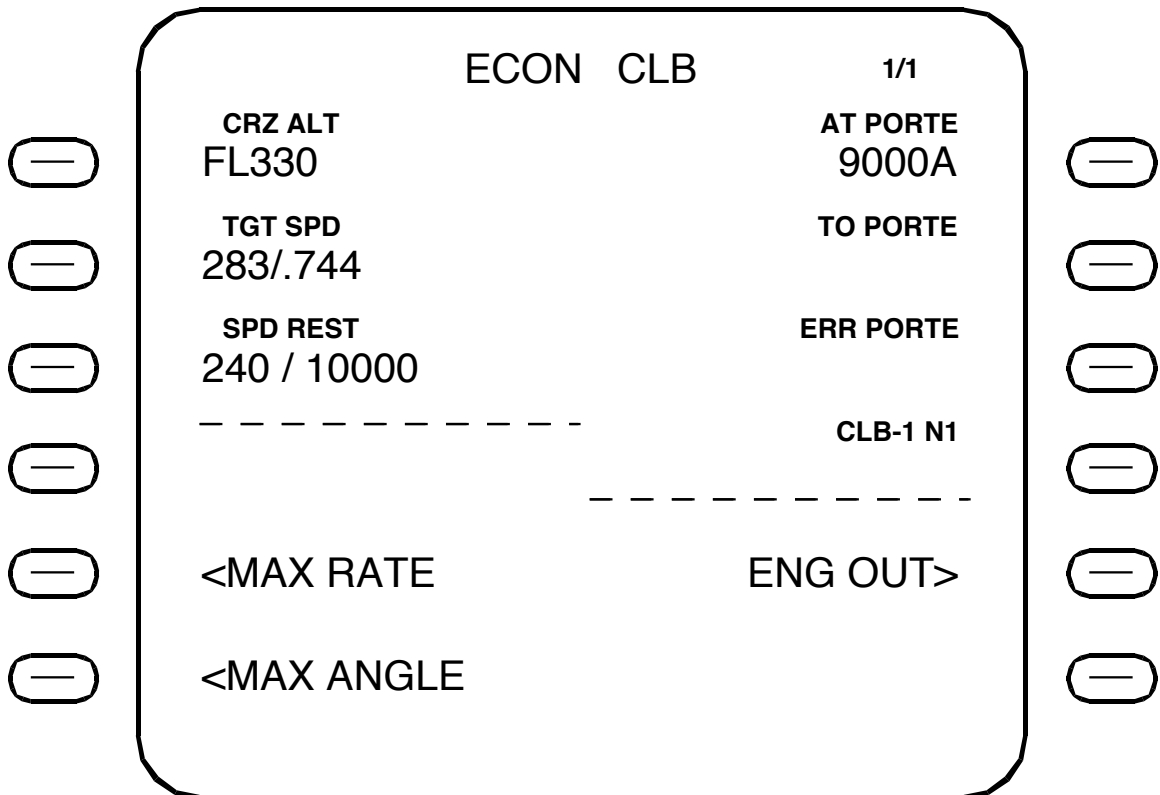 ECON CLB 1/1
CRZ ALT AT PORTE
FL330 9000A
TGT SPD TO PORTE
283/.744
SPD REST ERR PORTE
240 / 10000
CLB-1 N1
<MAX RATE ENG OUT>
<MAX ANGLE